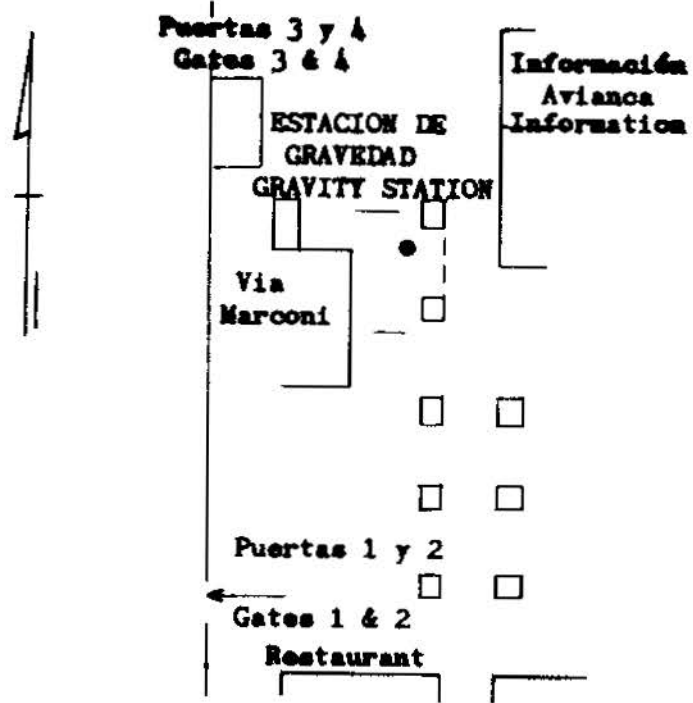 Puertas 3 y 4
Gates 3 & 4
Información
Avianca
Information
ESTACION DE
GRAVEDAD
GRAVITY STATION
Via
Marconi
Puertas 1 y 2
Gates 1 & 2
Restaurant